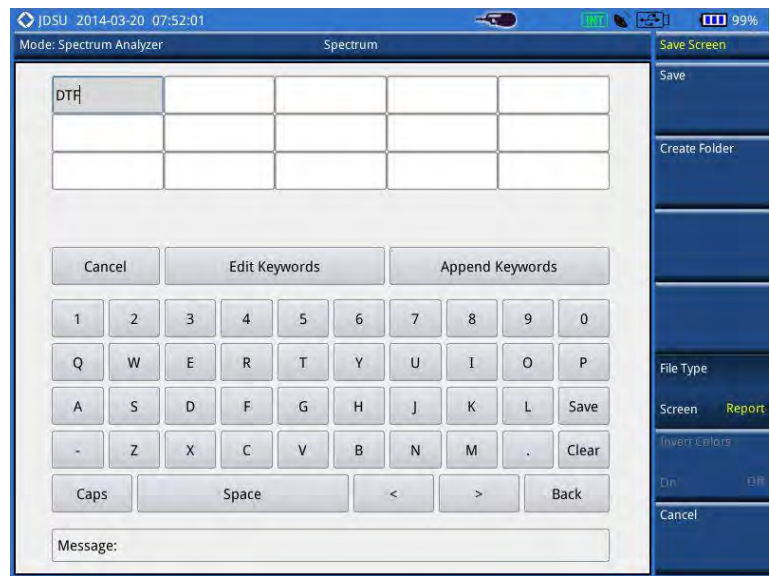 JDSU 2014-03-20 07:52:01 INT 99%
Mode: Spectrum Analyzer Spectrum Save Screen
Save
DTF
Create Folder
Cancel Edit Keywords Append Keywords
1 2 3 4 5 6 7 8 9 0
Q W E R T Y U I O P
File Type
A S D F G H J K L Save
Screen Report
- Z X C V B N M . Clear
Invert Colors
On Off
Caps Space < > Back
Cancel
Message: